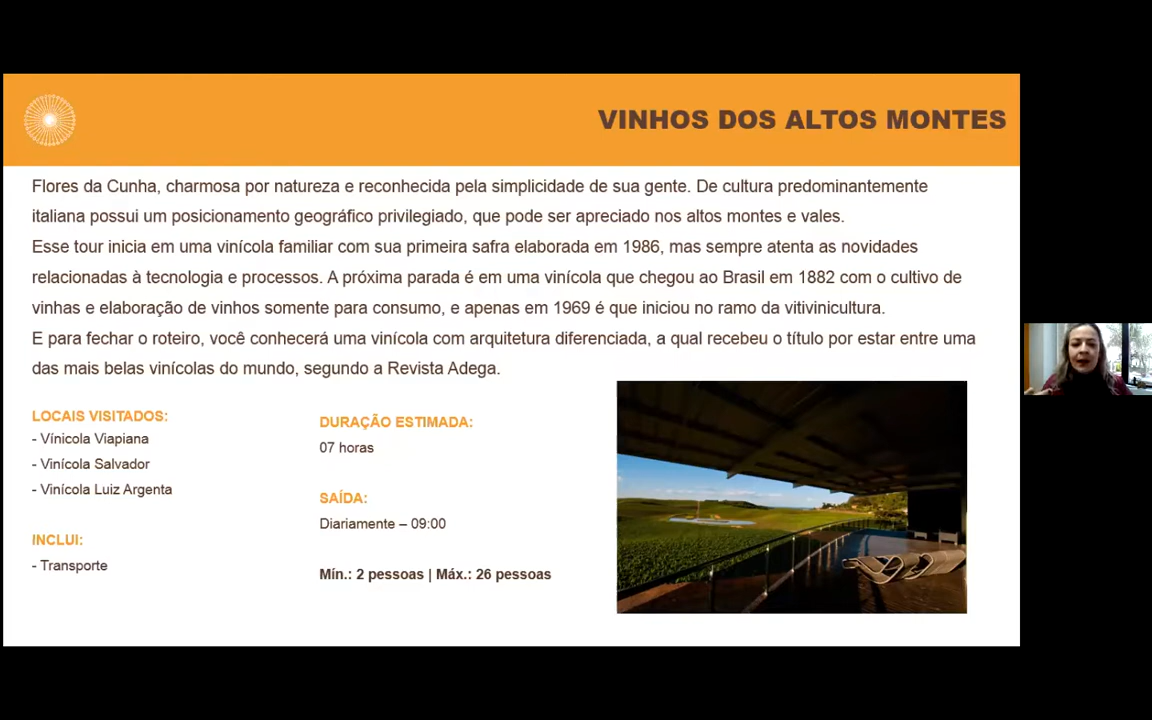 VINHOS DOS ALTOS MONTES
Flores da Cunha, charmosa por natureza e reconhecida pela simplicidade de sua gente. De cultura predominantemente
italiana possui um posicionamento geográfico privilegiado, que pode ser apreciado nos altos montes e vales.
Esse tour inicia em uma vinícola familiar com sua primeira safra elaborada em 1986, mas sempre atenta as novidades
relacionadas à tecnologia e processos. A próxima parada é em uma vinícola que chegou ao Brasil em 1882 com o cultivo de
vinhas e elaboração de vinhos somente para consumo, e apenas em 1969 é que iniciou no ramo da vitivinicultura.
E para fechar o roteiro, você conhecerá uma vinícola com arquitetura diferenciada, a qual recebeu o título por estar entre uma
das mais belas vinícolas do mundo, segundo a Revista Adega.
LOCAIS VISITADOS:
- Vínicola Viapiana
- Vinícola Salvador
- Vinícola Luiz Argenta
INCLUI:
- Transporte
DURAÇÃO ESTIMADA:
07 horas
SAÍDA:
Diariamente – 09:00
Mín.: 2 pessoas | Máx.: 26 pessoas